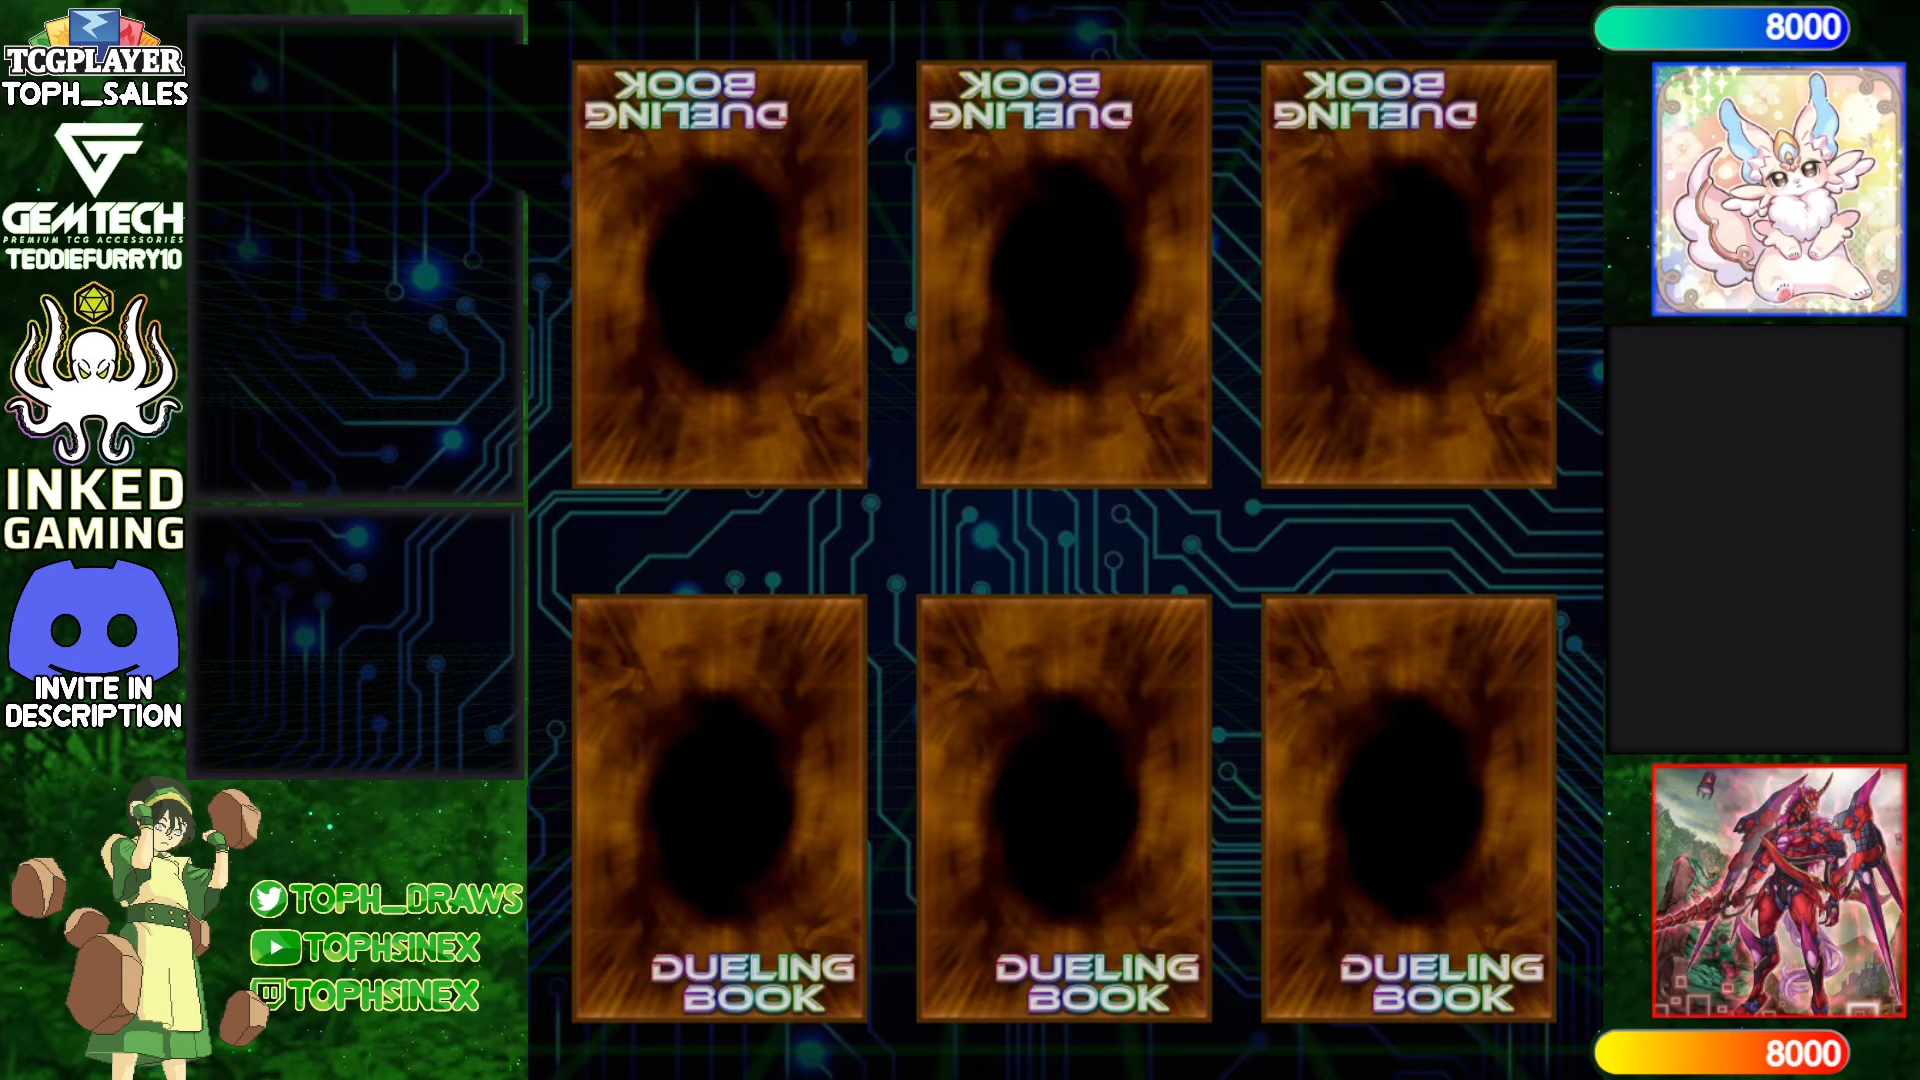 TCGPLAYER
TOPH_SALES
GEMTECH
PREMIUM TCG ACCESSORIES
TEDDIEFURRY10
INKED
GAMING
INVITE IN
DESCRIPTION
TOPH_DRAWS
TOPHSINEX
TOPHSINEX
DUELING
BOOK
DUELING
BOOK
DUELING
BOOK
DUELING
BOOK
DUELING
BOOK
DUELING
BOOK
8000
8000